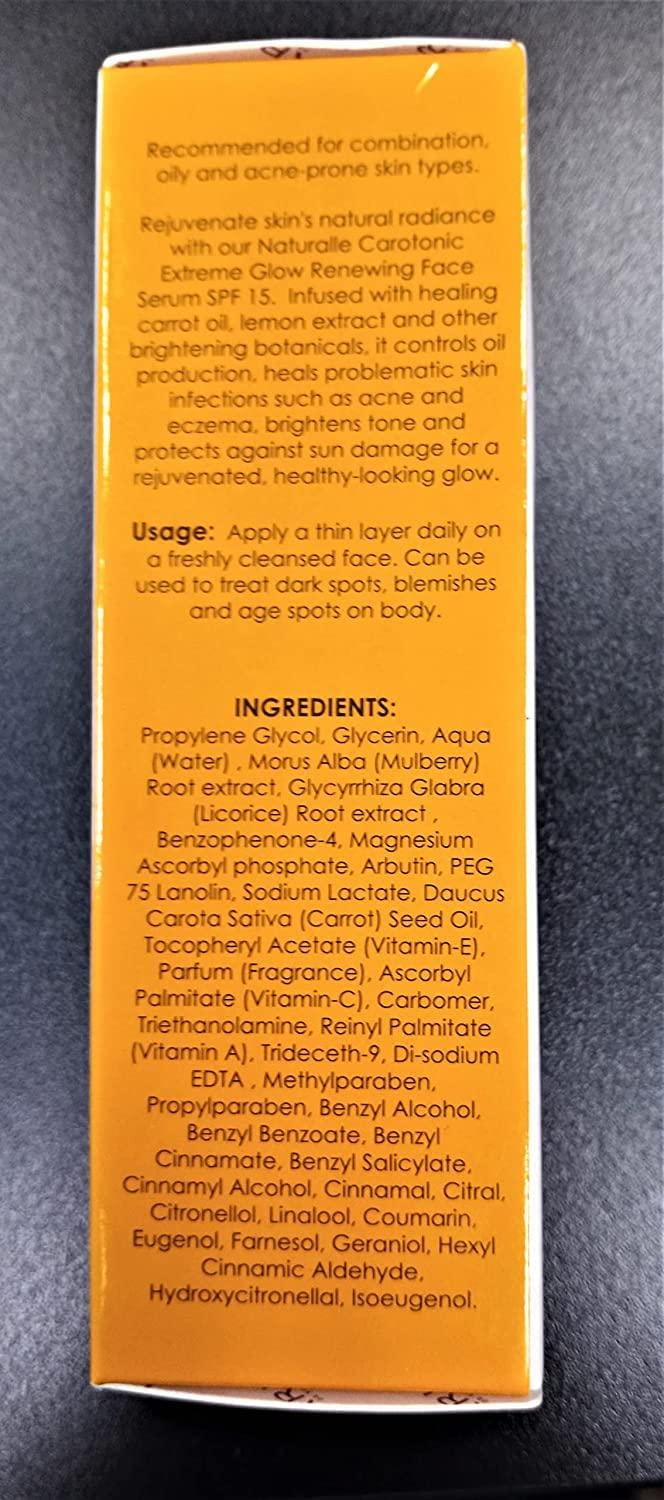 Recommended for combination,
oily and acne-prone skin types.
Rejuvenate skin's natural radiance
with our Naturalle Carotonic
Extreme Glow Renewing Face
Serum SPF 15. Infused with healing
carrot oil, lemon extract and other
brightening botanicals, it controls oil
production, heals problematic skin
infections such as acne and
eczema, brightens tone and
protects against sun damage for a
rejuvenated, healthy-looking glow.
Usage: Apply a thin layer daily on
a freshly cleansed face. Can be
used to treat dark spots, blemishes
and age spots on body.
INGREDIENTS:
Propylene Glycol, Glycerin, Aqua
(Water) , Morus Alba (Mulberry)
Root extract, Glycyrrhiza Glabra
(Licorice) Root extract ,
Benzophenone-4, Magnesium
Ascorbyl phosphate, Arbutin, PEG
75 Lanolin, Sodium Lactate, Daucus
Carota Sativa (Carrot) Seed Oil,
Tocopheryl Acetate (Vitamin-E),
Parfum (Fragrance), Ascorbyl
Palmitate (Vitamin-C), Carbomer,
Triethanolamine, Reinyl Palmitate
(Vitamin A), Trideceth-9, Di-sodium
EDTA , Methylparaben,
Propylparaben, Benzyl Alcohol,
Benzyl Benzoate, Benzyl
Cinnamate, Benzyl Salicylate,
Cinnamyl Alcohol, Cinnamal, Citral,
Citronellol, Linalool, Coumarin,
Eugenol, Farnesol, Geraniol, Hexyl
Cinnamic Aldehyde,
Hydroxycitronellal, Isoeugenol.